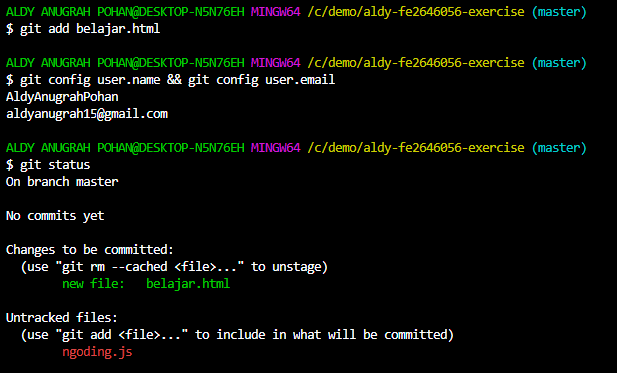 ALDY ANUGRAH POHAN@DESKTOP-N5N76EH MINGW64 /c/demo/aldy-fe2646056-exercise (master)
$ git add belajar.html
ALDY ANUGRAH POHAN@DESKTOP-N5N76EH MINGW64 /c/demo/aldy-fe2646056-exercise (master)
$ git config user.name && git config user.email
AldyAnugrahPohan
aldyanugrah15@gmail.com
ALDY ANUGRAH POHAN@DESKTOP-N5N76EH MINGW64 /c/demo/aldy-fe2646056-exercise (master)
$ git status
On branch master
No commits yet
Changes to be committed:
(use "git rm --cached <file>..." to unstage)
new file: belajar.html
Untracked files:
(use "git add <file>..." to include in what will be committed)
ngoding.js